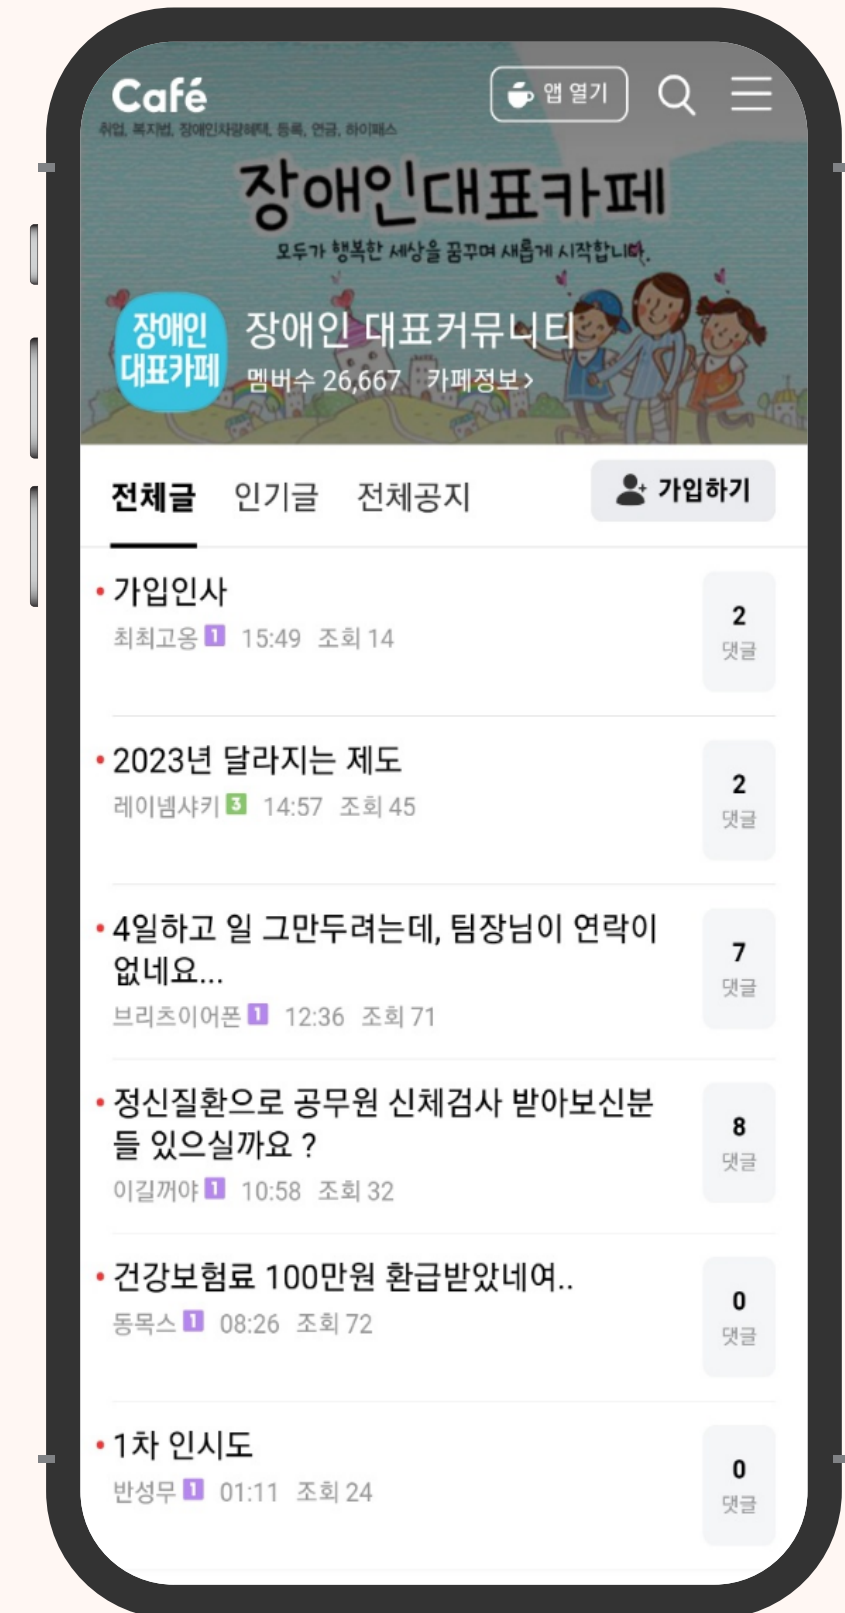 Café
앱 열기
취업, 복지법, 장애인차량혜택, 등록, 연금, 하이패스
장애인대표카페
모두가 행복한 세상을 꿈꾸며 새롭게 시작합니다.
장애인
대표카페
장애인 대표커뮤니티
멤버수 26,667 카페정보>
전체글 인기글 전체공지 가입하기
• 가입인사
최최고옹 1 15:49 조회 14
2
댓글
• 2023년 달라지는 제도
레이넴샤키 3 14:57 조회 45
2
댓글
• 4일하고 일 그만두려는데, 팀장님이 연락이
없네요...
브리츠이어폰 1 12:36 조회 71
7
댓글
• 정신질환으로 공무원 신체검사 받아보신분
들 있으실까요 ?
이길꺼야 1 10:58 조회 32
8
댓글
• 건강보험료 100만원 환급받았네여..
동목스 1 08:26 조회 72
0
댓글
• 1차 인시도
반성무 1 01:11 조회 24
0
댓글